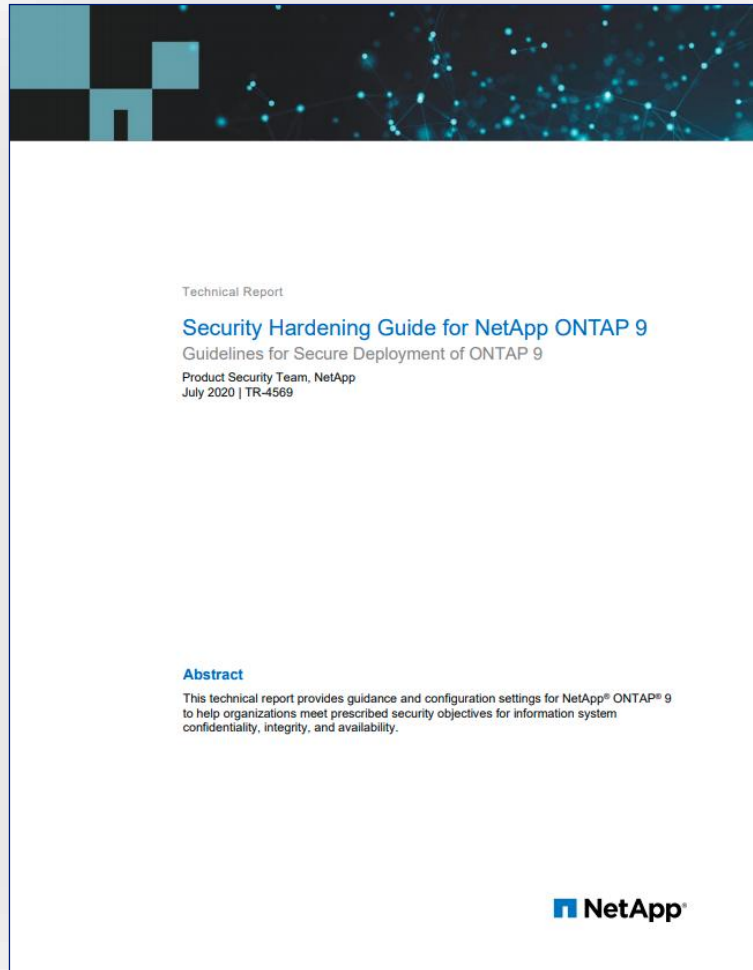 Technical Report
Security Hardening Guide for NetApp ONTAP 9
Guidelines for Secure Deployment of ONTAP 9
Product Security Team, NetApp
July 2020 | TR-4569
Abstract
This technical report provides guidance and configuration settings for NetApp® ONTAP® 9
to help organizations meet prescribed security objectives for information system
confidentiality, integrity, and availability.
NetApp®